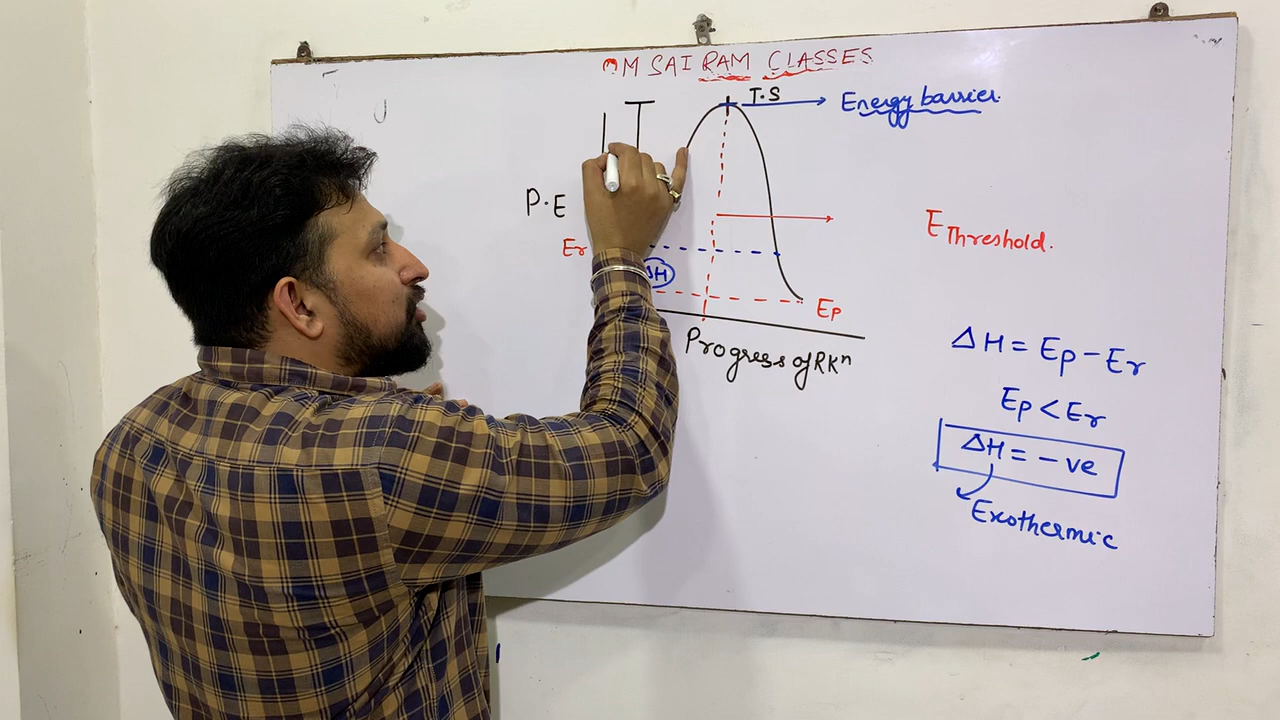 OM SAI RAM CLASSES
T.S
Energy barrier.
P.E
EThreshold.
Er
ΔH
Ep
Progress of RKⁿ
ΔH = Ep - Er
Ep < Er
ΔH = -ve
Exothermic